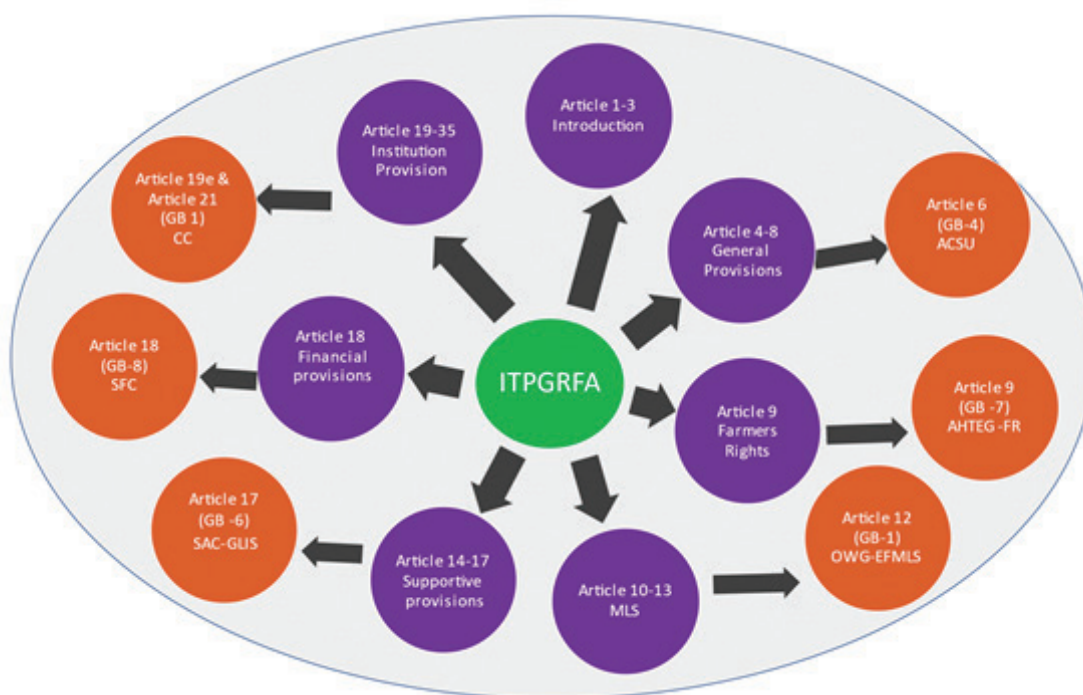 Article 1-3
Introduction
Article 19-35
Institution
Provision
Article 19e &
Article 21
(GB 1)
CC
Article 4-8
General
Provisions
Article 6
(GB-4)
ACSU
Article 18
(GB-8)
SFC
Article 18
Financial
provisions
ITPGRFA
Article 9
Farmers
Rights
Article 9
(GB -7)
AHTEG -FR
Article 17
(GB -6)
SAC-GLIS
Article 14-17
Supportive
provisions
Article 10-13
MLS
Article 12
(GB-1)
OWG-EFMLS